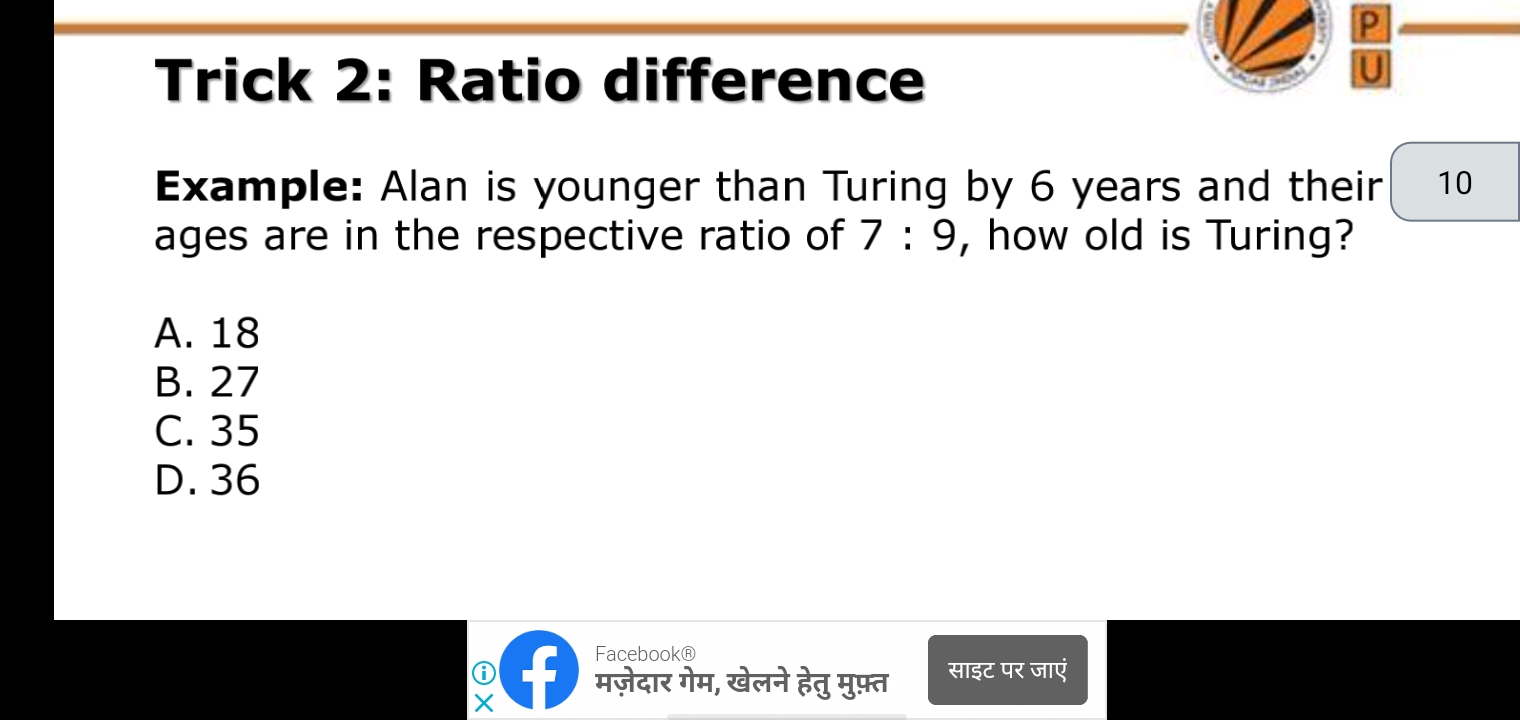 P
U
Trick 2: Ratio difference
Example: Alan is younger than Turing by 6 years and their
10
ages are in the respective ratio of 7 : 9, how old is Turing?
A. 18
B. 27
C. 35
D. 36
Facebook®
मज़ेदार गेम, खेलने हेतु मुफ़्त
साइट पर जाएं